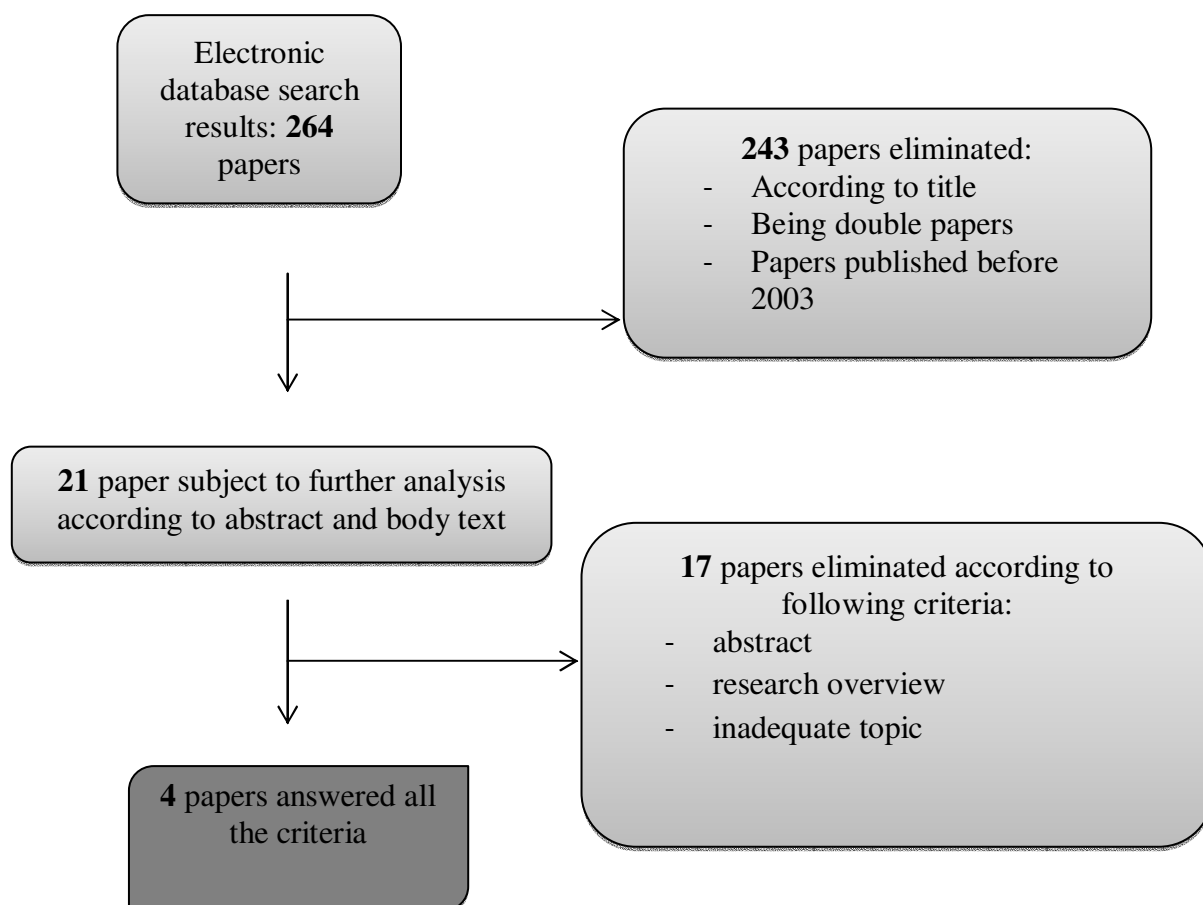 Electronic
database search
results: 264
papers
243 papers eliminated:
- According to title
- Being double papers
- Papers published before
2003
21 paper subject to further analysis
according to abstract and body text
17 papers eliminated according to
following criteria:
- abstract
- research overview
- inadequate topic
4 papers answered all
the criteria